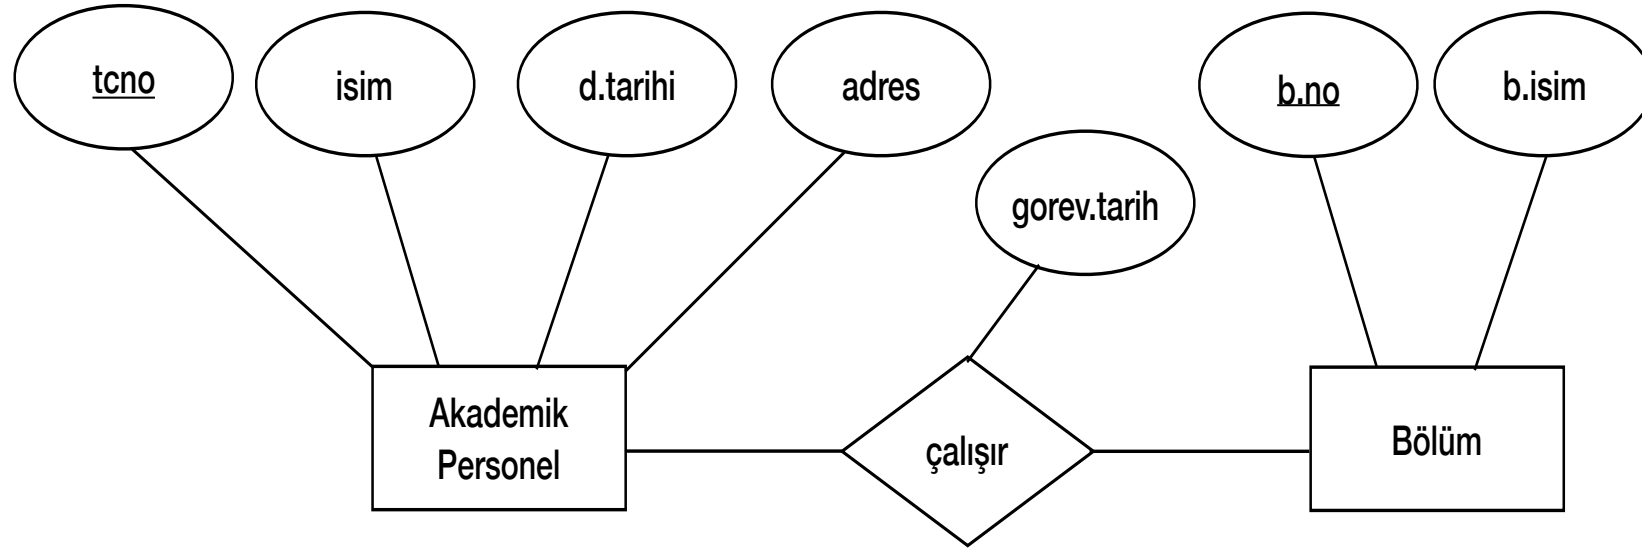 tcno
isim
d.tarihi
adres
b.no
b.isim
gorev.tarih
Akademik
Personel
çalışır
Bölüm